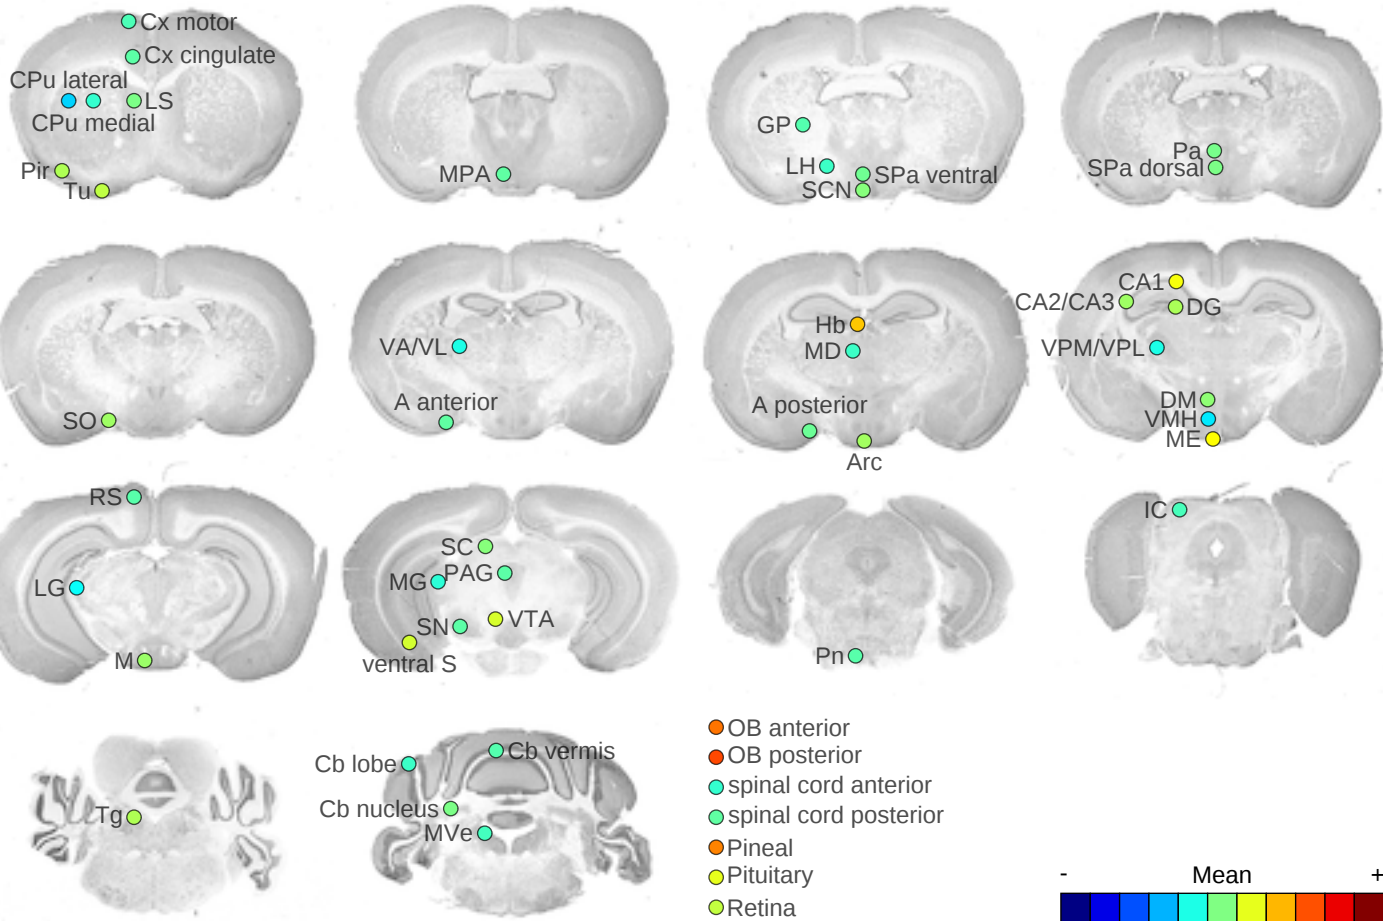 Cx motor
Cx cingulate
CPu lateral
LS
CPu medial
Pir
Tu
MPA
GP
LH
SPa ventral
SCN
Pa
SPa dorsal
SO
VA/VL
A anterior
Hb
MD
A posterior
Arc
CA1
CA2/CA3
DG
VPM/VPL
DM
VMH
ME
RS
LG
M
SC
PAG
MG
VTA
SN
ventral S
Pn
IC
Tg
Cb lobe
Cb vermis
Cb nucleus
MVe
OB anterior
OB posterior
spinal cord anterior
spinal cord posterior
Pineal
Pituitary
Retina
- Mean +